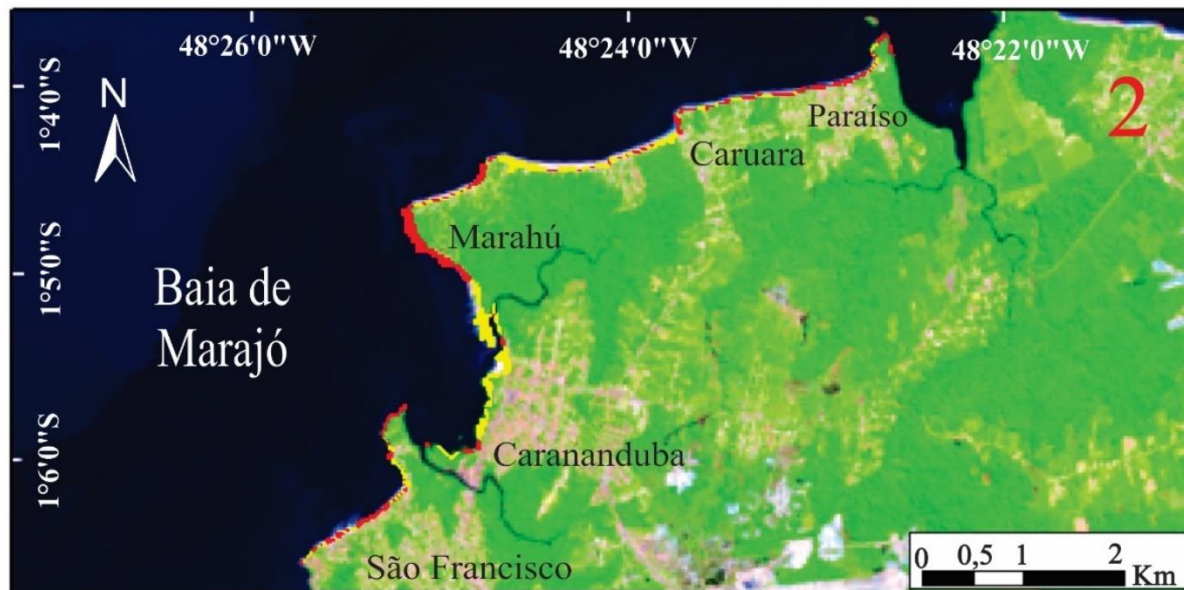 48°26'0"W
48°24'0"W
48°22'0"W
1°4'0"S
N
2
Paraíso
Caruara
Marahú
1°5'0"S
Baia de
Marajó
1°6'0"S
Carananduba
São Francisco
0 0,5 1 2
Km